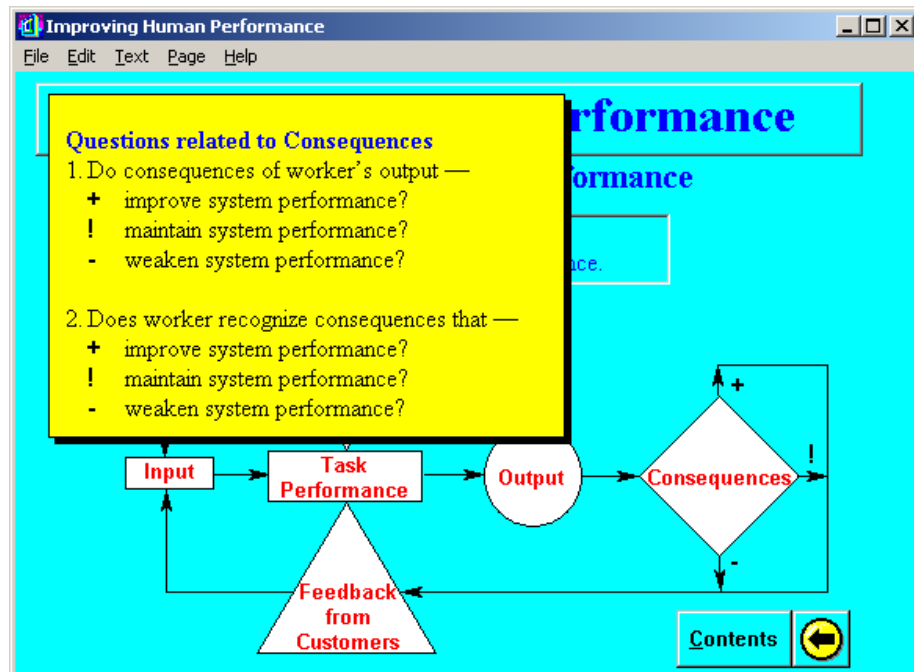 Improving Human Performance
File Edit Text Page Help
rformance
Questions related to Consequences
1. Do consequences of worker's output —
+ improve system performance?
! maintain system performance?
- weaken system performance?
2. Does worker recognize consequences that —
+ improve system performance?
! maintain system performance?
- weaken system performance?
formance
nce.
+
Input
Task
Performance
Output
Consequences
!
-
Feedback
from
Customers
Contents